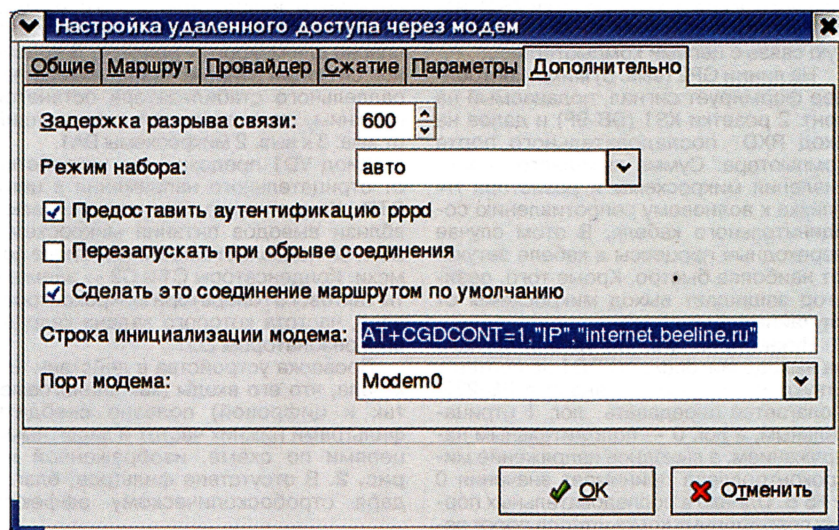 Настройка удаленного доступа через модем
Общие Маршрут Провайдер Сжатие Параметры Дополнительно
Задержка разрыва связи: 600
Режим набора: авто
Предоставить аутентификацию pppd
Перезапускать при обрыве соединения
Сделать это соединение маршрутом по умолчанию
Строка инициализации модема: AT+CGDCONT=1,"IP","internet.beeline.ru"
Порт модема: Modem0
OK Отменить